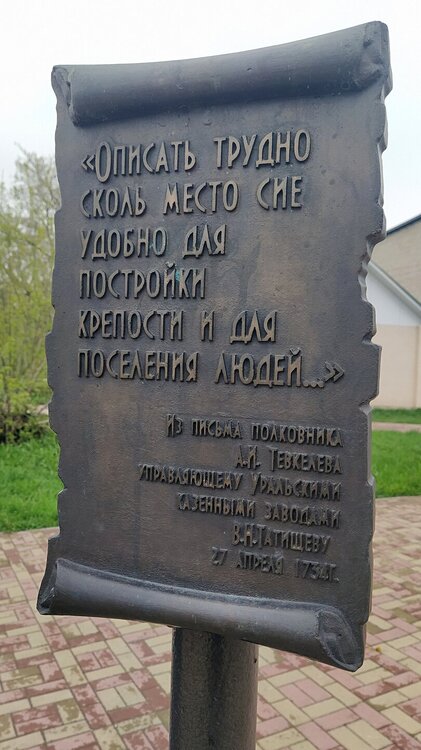 «Описать трудно
сколь место сие
удобно для
постройки
крепости и для
поселения людей...»
Из письма полковника
А.И. Тевкелева
управляющему Уральскими
казенными заводами
В.Н.Татищеву
27 апреля 1734г.